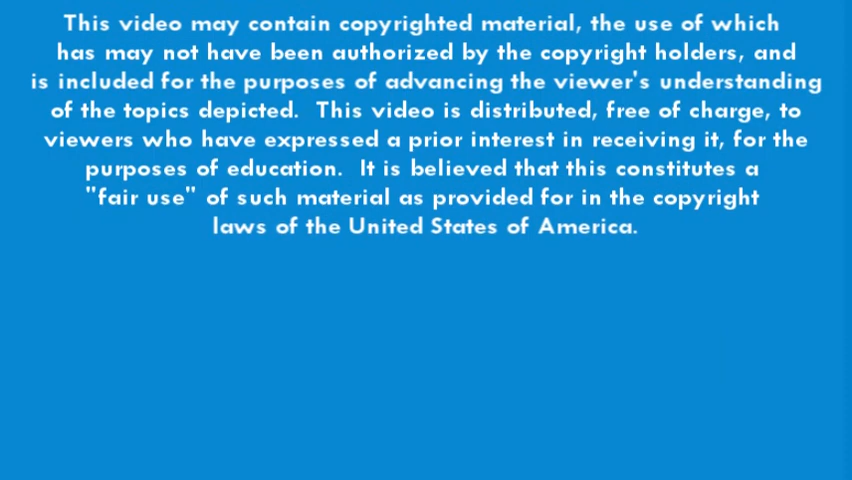 This video may contain copyrighted material, the use of which
has may not have been authorized by the copyright holders, and
is included for the purposes of advancing the viewer's understanding
of the topics depicted. This video is distributed, free of charge, to
viewers who have expressed a prior interest in receiving it, for the
purposes of education. It is believed that this constitutes a
"fair use" of such material as provided for in the copyright
laws of the United States of America.